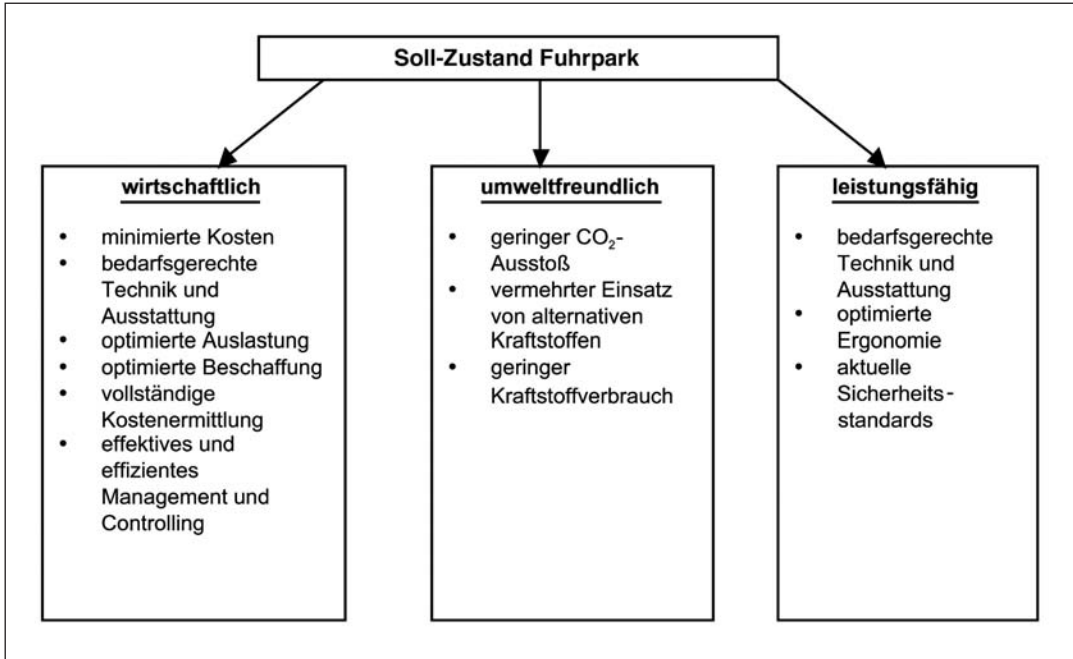 Soll-Zustand Fuhrpark
wirtschaftlich
• minimierte Kosten
• bedarfsgerechte
Technik und
Ausstattung
• optimierte Auslastung
• optimierte Beschaffung
• vollständige
Kostenermittlung
• effektives und
effizientes
Management und
Controlling
umweltfreundlich
• geringer CO₂-
Ausstoß
• vermehrter Einsatz
von alternativen
Kraftstoffen
• geringer
Kraftstoffverbrauch
leistungsfähig
• bedarfsgerechte
Technik und
Ausstattung
• optimierte
Ergonomie
• aktuelle
Sicherheits-
standards